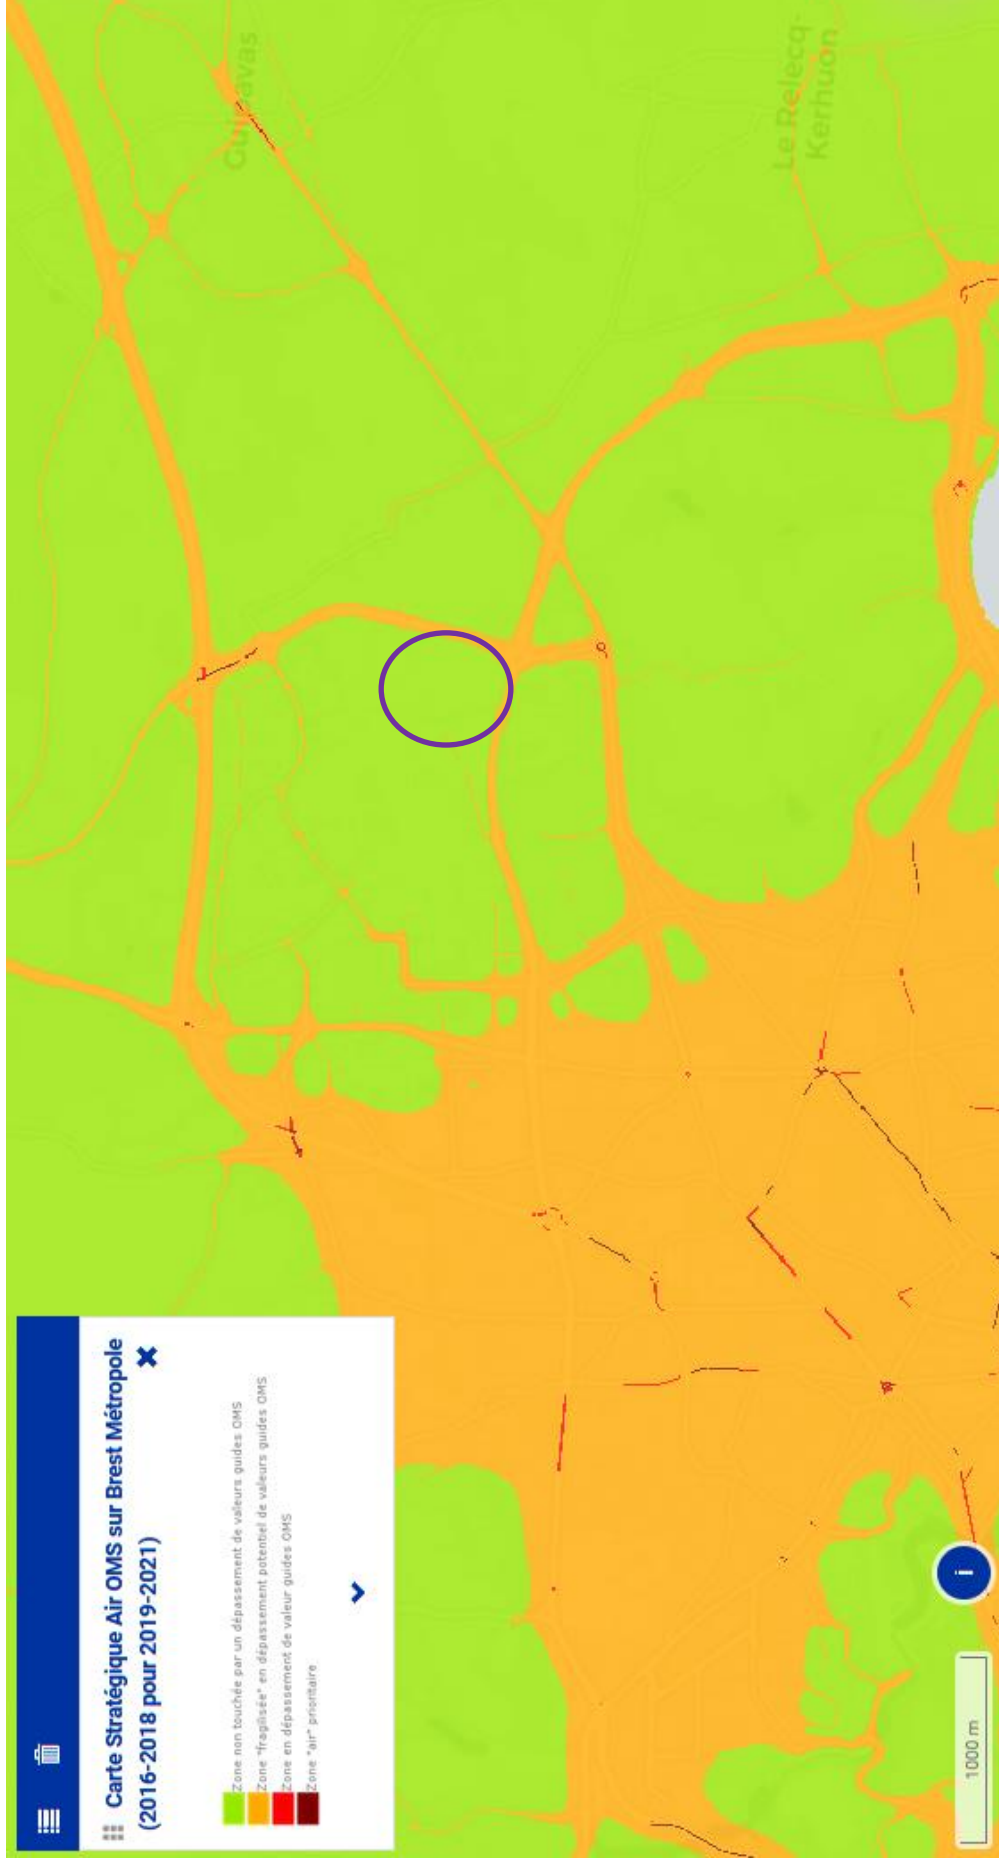 Carte Stratégique Air OMS sur Brest Métropole
(2016-2018 pour 2019-2021)
Zone non touchée par un dépassement de valeurs guides OMS
Zone "fragilisée" en dépassement potentiel de valeurs guides OMS
Zone en dépassement de valeur guides OMS
Zone "air" prioritaire
Guipavas
Le Relecq-
Kerhuon
1000 m
i